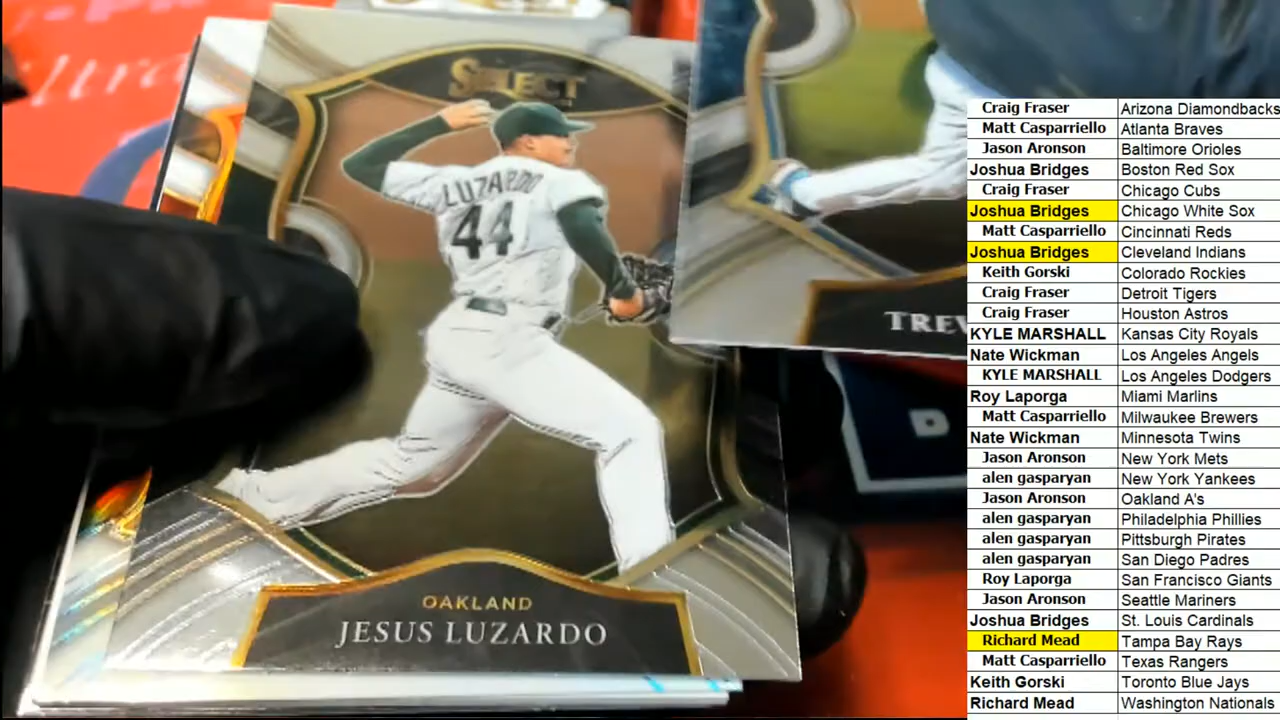 SELECT
LUZARDO
44
OAKLAND
JESUS LUZARDO
Craig Fraser Arizona Diamondbacks
Matt Casparriello Atlanta Braves
Jason Aronson Baltimore Orioles
Joshua Bridges Boston Red Sox
Craig Fraser Chicago Cubs
Joshua Bridges Chicago White Sox
Matt Casparriello Cincinnati Reds
Joshua Bridges Cleveland Indians
Keith Gorski Colorado Rockies
Craig Fraser Detroit Tigers
Craig Fraser Houston Astros
KYLE MARSHALL Kansas City Royals
Nate Wickman Los Angeles Angels
KYLE MARSHALL Los Angeles Dodgers
Roy Laporga Miami Marlins
Matt Casparriello Milwaukee Brewers
Nate Wickman Minnesota Twins
Jason Aronson New York Mets
alen gasparyan New York Yankees
Jason Aronson Oakland A's
alen gasparyan Philadelphia Phillies
alen gasparyan Pittsburgh Pirates
alen gasparyan San Diego Padres
Roy Laporga San Francisco Giants
Jason Aronson Seattle Mariners
Joshua Bridges St. Louis Cardinals
Richard Mead Tampa Bay Rays
Matt Casparriello Texas Rangers
Keith Gorski Toronto Blue Jays
Richard Mead Washington Nationals